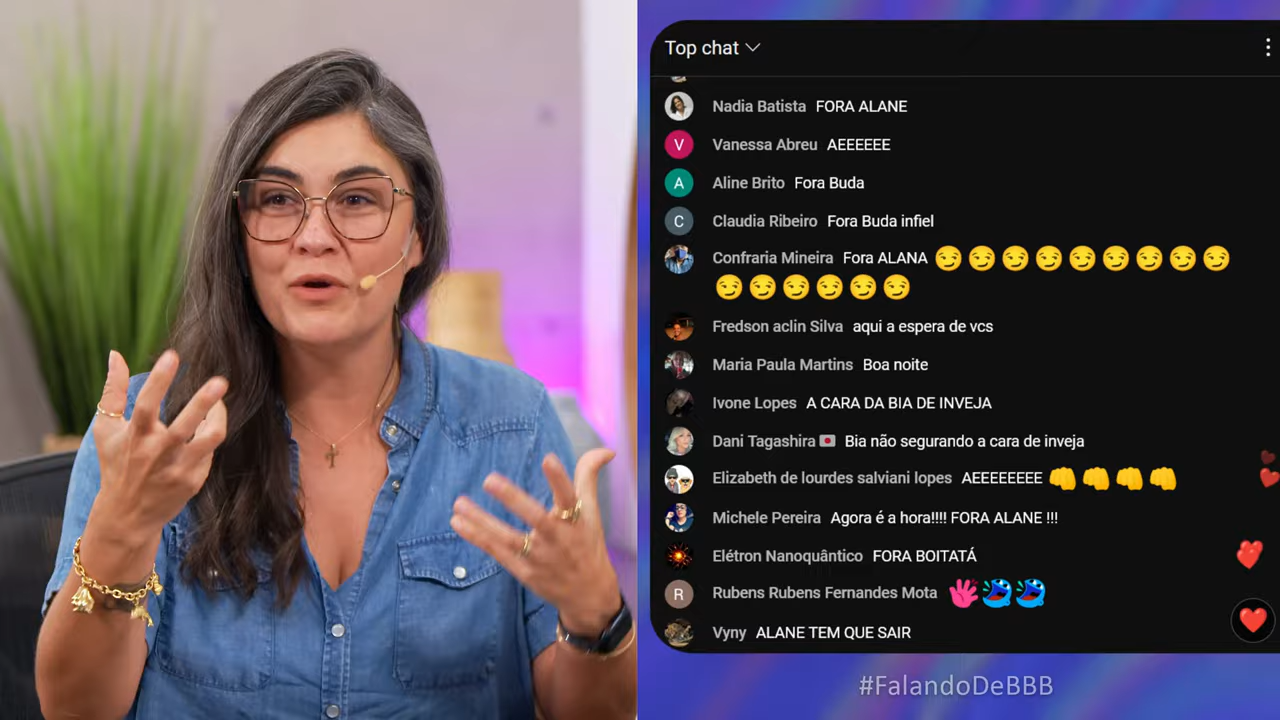 Top chat
Nadia Batista FORA ALANE
V Vanessa Abreu AEEEEEE
A Aline Brito Fora Buda
C Claudia Ribeiro Fora Buda infiel
Confraria Mineira Fora ALANA 😏😏😏😏😏😏😏😏😏
😏😏😏😏😏😏
Fredson aclin Silva aqui a espera de vcs
Maria Paula Martins Boa noite
Ivone Lopes A CARA DA BIA DE INVEJA
Dani Tagashira🇯🇵 Bia não segurando a cara de inveja
Elizabeth de lourdes salviani lopes AEEEEEEEE 👊👊👊👊
Michele Pereira Agora é a hora!!!! FORA ALANE !!!
Elétron Nanoquântico FORA BOITATÁ
R Rubens Rubens Fernandes Mota
Vyny ALANE TEM QUE SAIR
#FalandoDeBBB